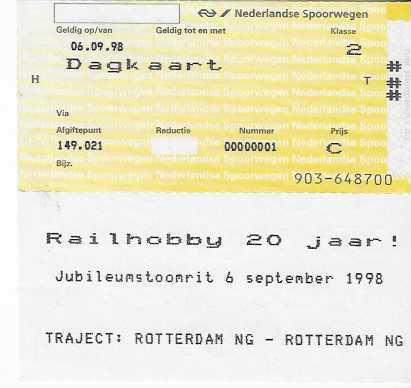 Nederlandse Spoorwegen
Geldig op/van Geldig tot en met Klasse
06.09.98 2
Dagkaart ##
H T ##
##
Via
Afgiftepunt Reductie Nummer Prijs
149.021 00000001 C
Bijz.
903-648700
Railhobby 20 jaar!
Jubileumstoomrit 6 september 1998
TRAJECT: ROTTERDAM NG - ROTTERDAM NG